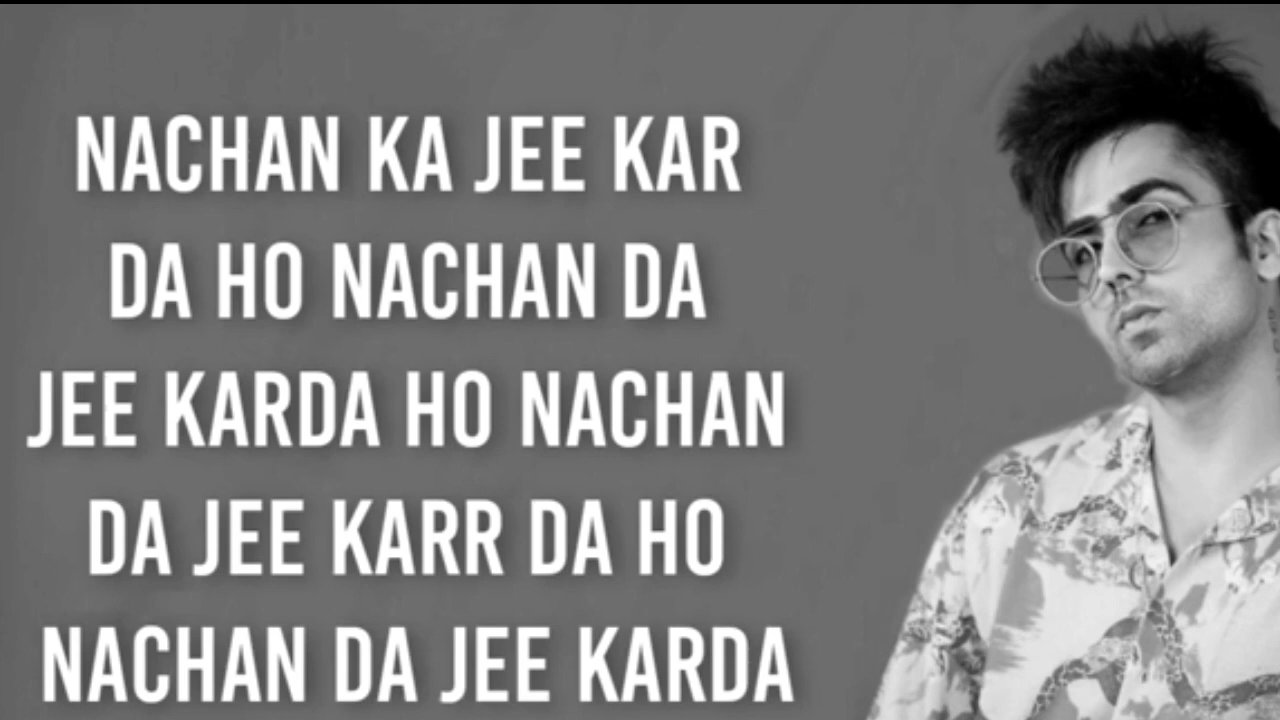 NACHAN KA JEE KAR
DA HO NACHAN DA
JEE KARDA HO NACHAN
DA JEE KARR DA HO
NACHAN DA JEE KARDA